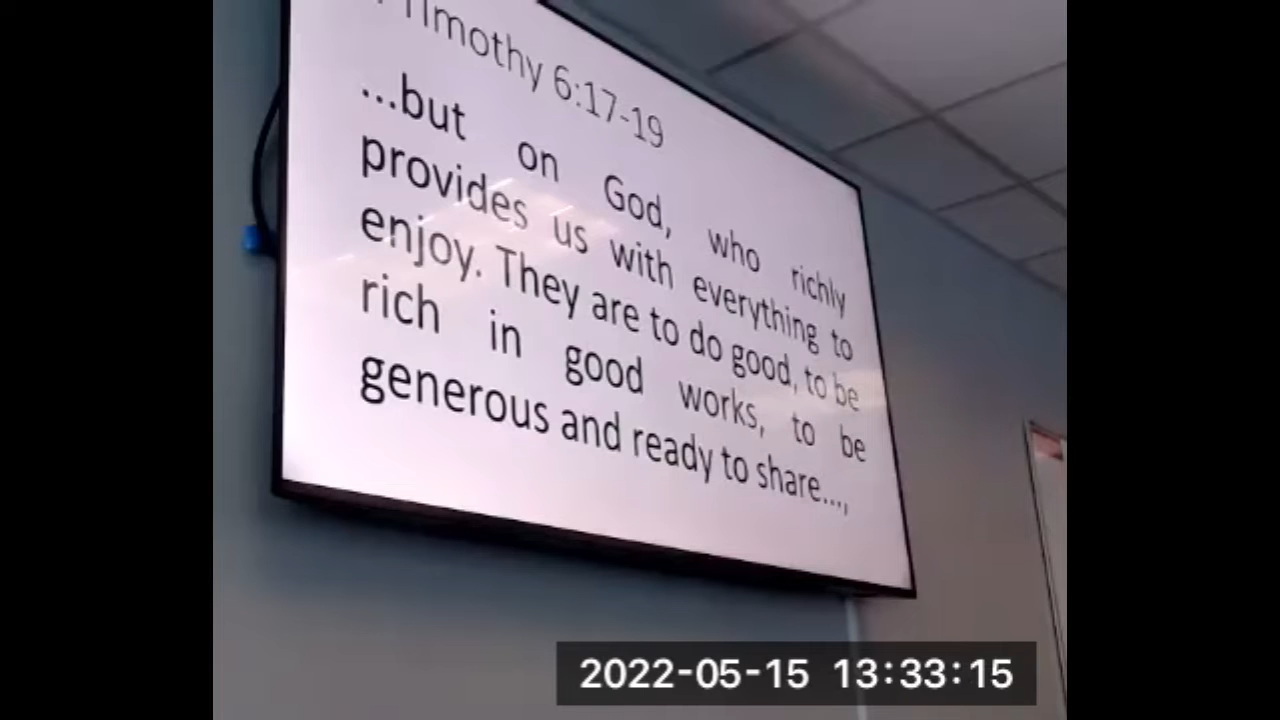 Timothy 6:17-19
...but on God, who richly
provides us with everything to
enjoy. They are to do good, to be
rich in good works, to be
generous and ready to share...,
2022-05-15 13:33:15